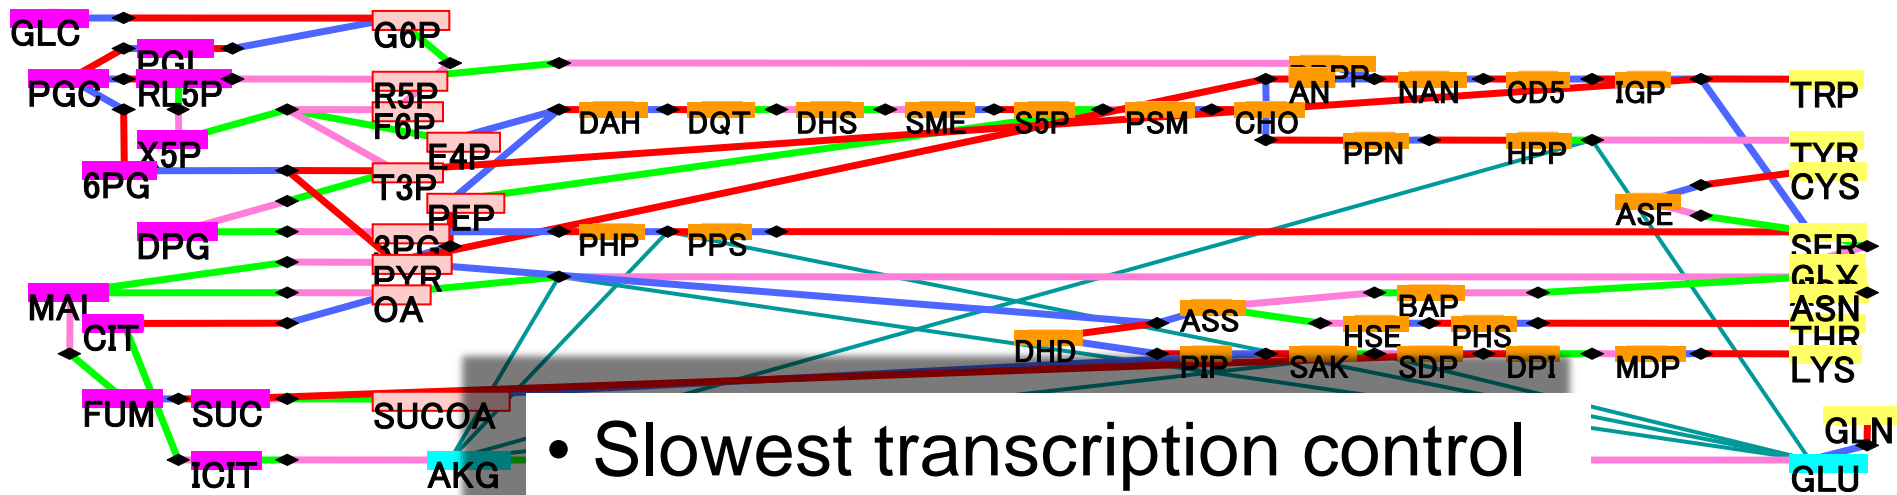 GLC
G6P
PGI
PGC
RL5P
R5P
PRPP
AN
NAN
CD5
IGP
TRP
F6P
DAH
DQT
DHS
SME
S5P
PSM
CHO
X5P
E4P
PPN
HPP
TYR
6PG
T3P
CYS
PEP
ASE
DPG
3PG
PHP
PPS
SER
PYR
GLY
MAL
OA
BAP
ASN
CIT
ASS
HSE
PHS
THR
DHD
PIP
SAK
SDP
DPI
MDP
LYS
FUM
SUC
SUCOA
GLN
• Slowest transcription control
ICIT
AKG
GLU